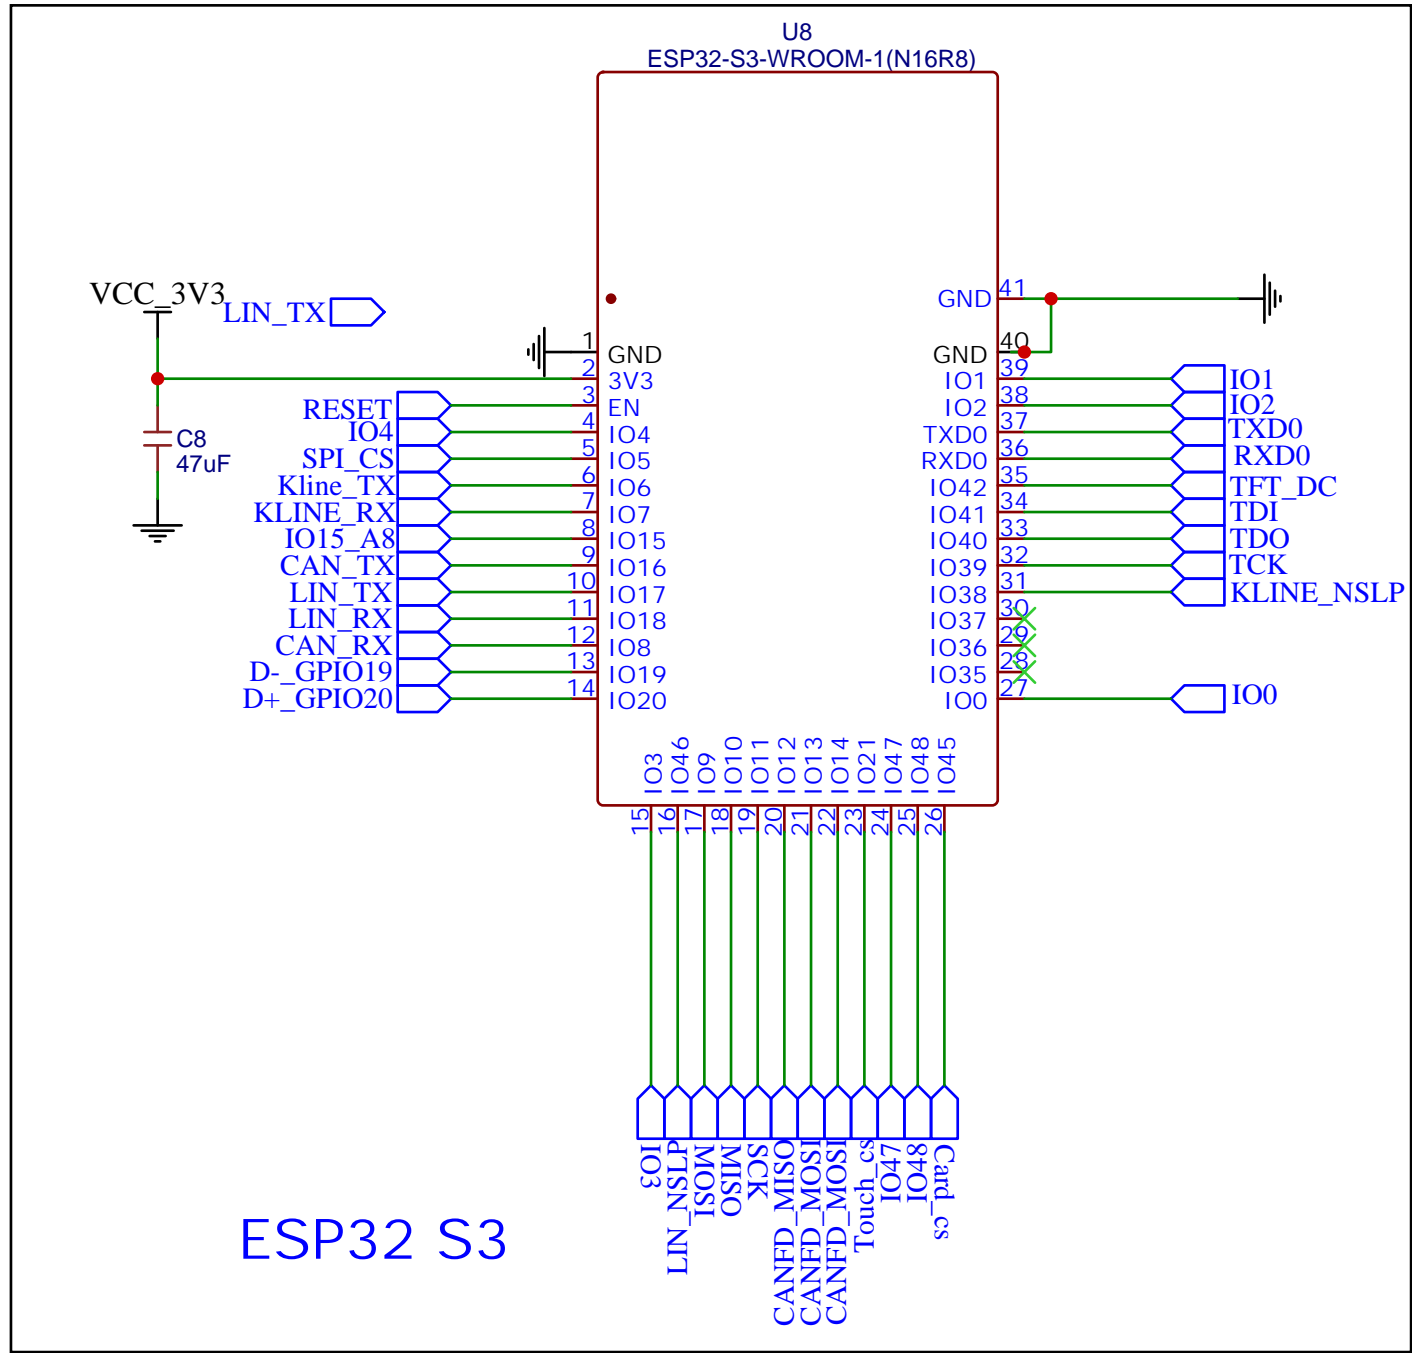 U8
ESP32-S3-WROOM-1(N16R8)
VCC_3V3
LIN_TX
C8
47uF
RESET
IO4
SPI_CS
Kline_TX
KLINE_RX
IO15_A8
CAN_TX
LIN_TX
LIN_RX
CAN_RX
D-_GPIO19
D+_GPIO20
1
2
3
4
5
6
7
8
9
10
11
12
13
14
GND
3V3
EN
IO4
IO5
IO6
IO7
IO15
IO16
IO17
IO18
IO8
IO19
IO20
GND
GND
IO1
IO2
TXD0
RXD0
IO42
IO41
IO40
IO39
IO38
IO37
IO36
IO35
IO0
41
40
39
38
37
36
35
34
33
32
31
30
29
28
27
IO1
IO2
TXD0
RXD0
TFT_DC
TDI
TDO
TCK
KLINE_NSLP
IO0
IO3
IO46
IO9
IO10
IO11
IO12
IO13
IO14
IO21
IO47
IO48
IO45
15
16
17
18
19
20
21
22
23
24
25
26
IO3
LIN_NSLP
MOSI
MISO
SCK
CANFD_MISO
CANFD_MOSI
CANFD_MOSI
Touch_cs
IO47
IO48
Card_cs
ESP32 S3